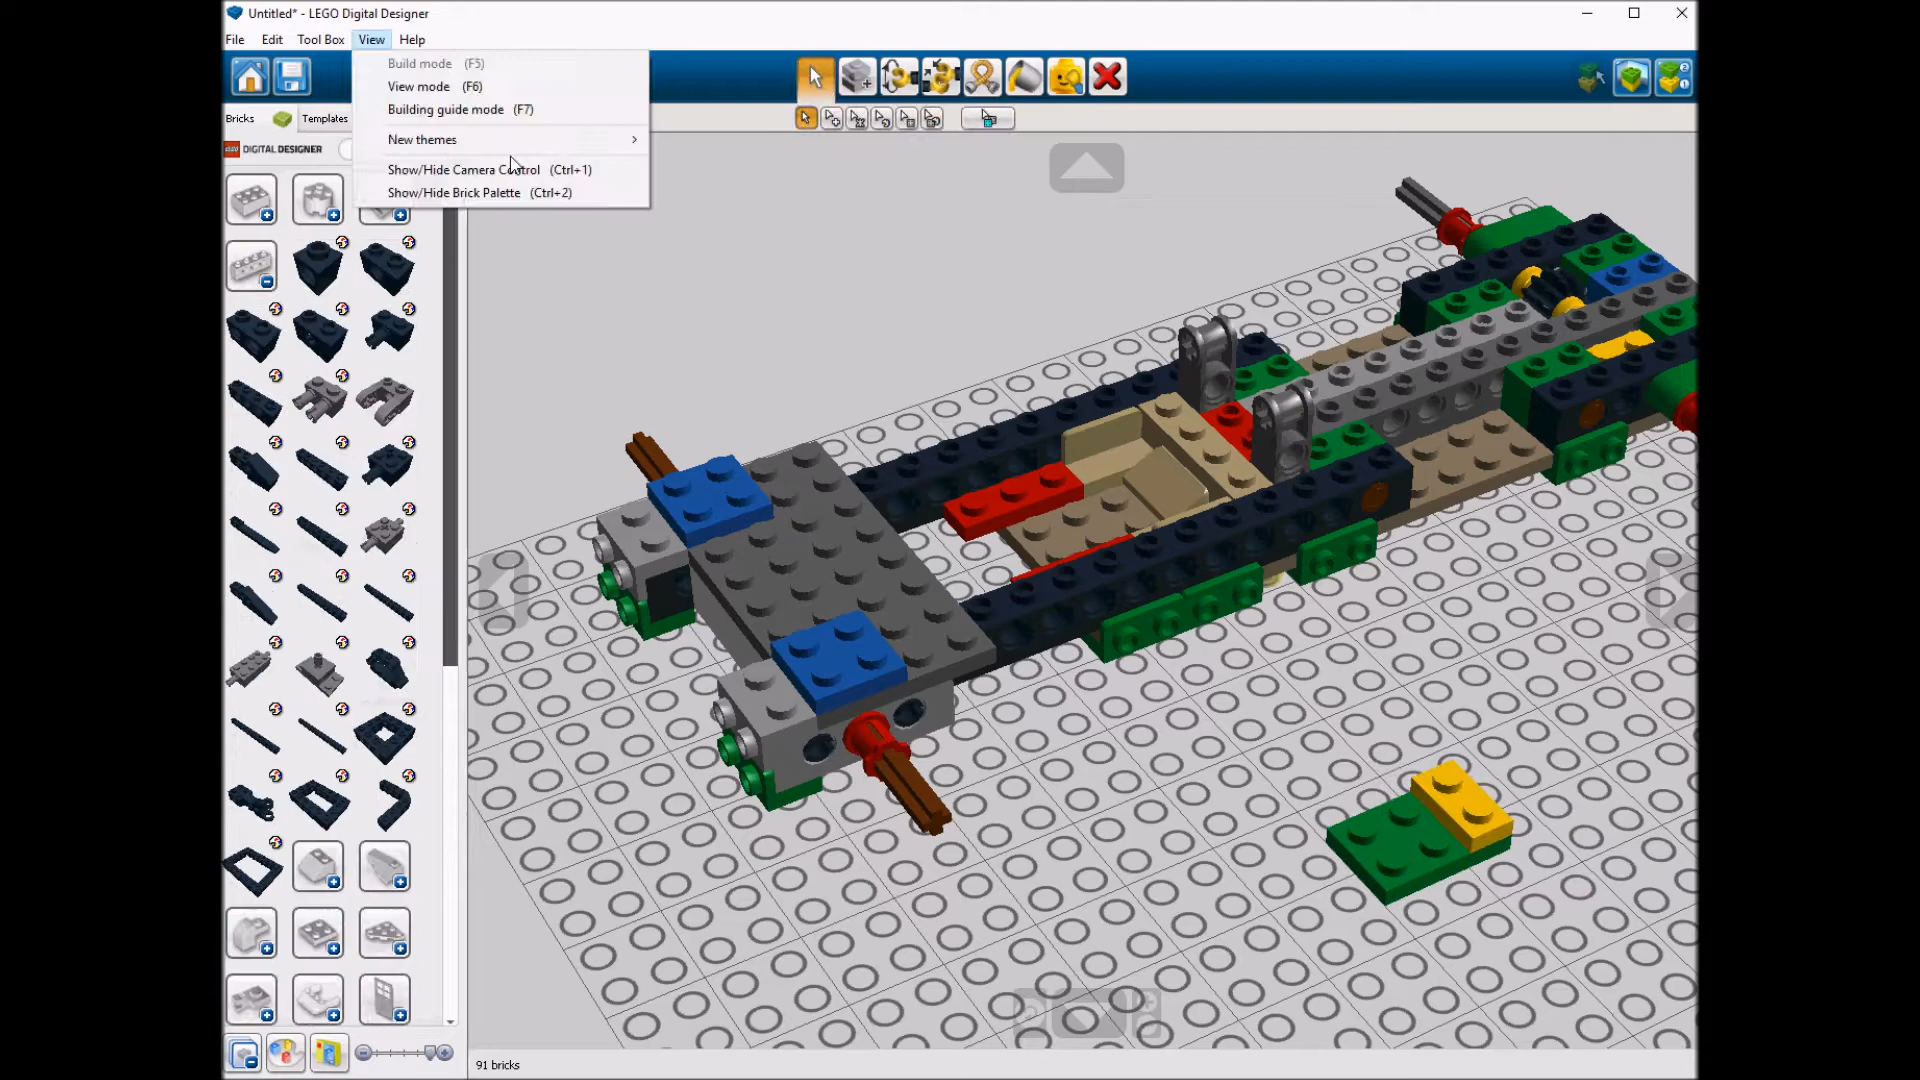 Untitled* - LEGO Digital Designer
File Edit Tool Box View Help
Build mode (F5)
View mode (F6)
Building guide mode (F7)
New themes
Show/Hide Camera Control (Ctrl+1)
Show/Hide Brick Palette (Ctrl+2)
Bricks Templates
LEGO DIGITAL DESIGNER
91 bricks